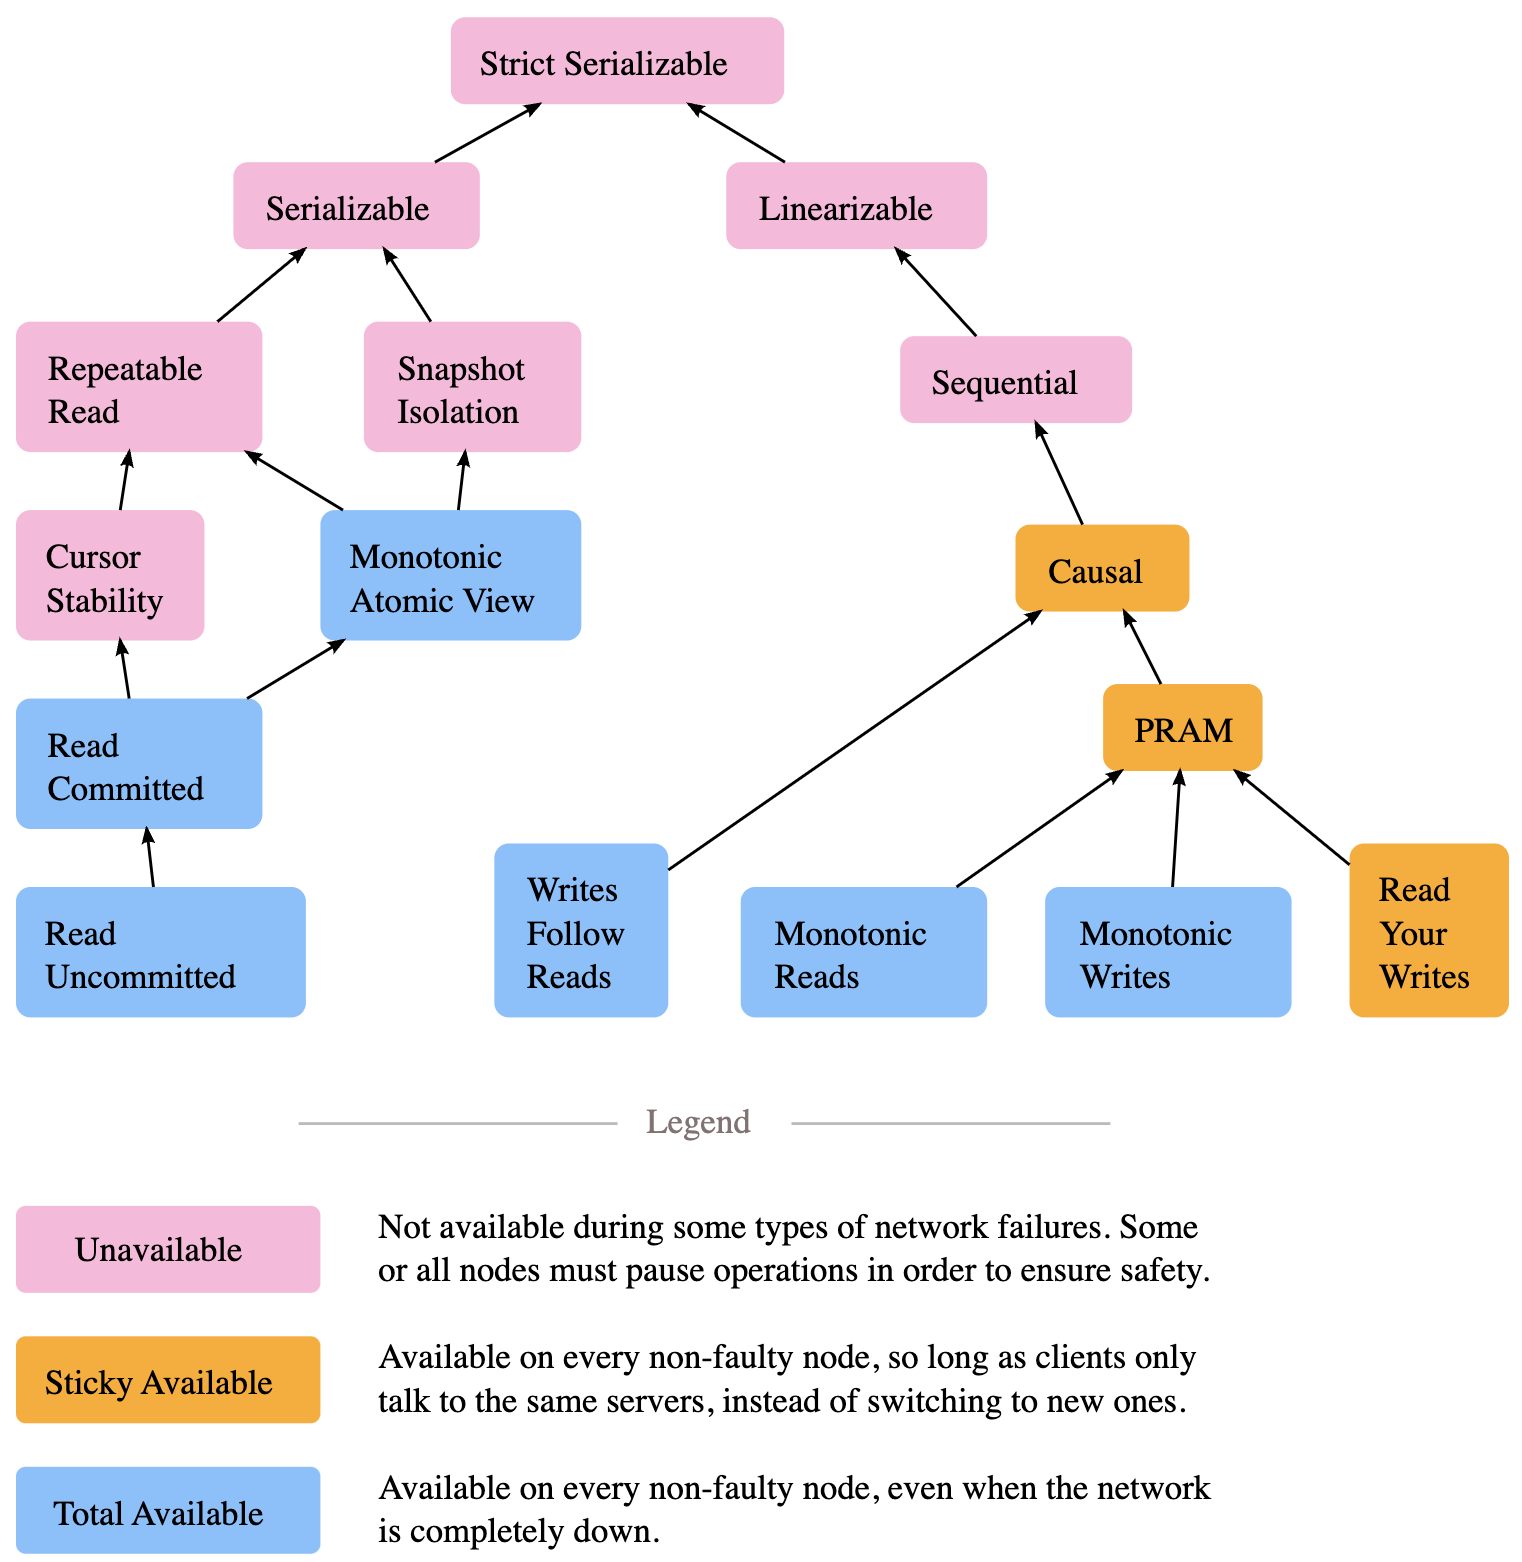 Strict Serializable
Serializable
Linearizable
Repeatable
Read
Snapshot
Isolation
Sequential
Cursor
Stability
Monotonic
Atomic View
Causal
Read
Committed
PRAM
Read
Uncommitted
Writes
Follow
Reads
Monotonic
Reads
Monotonic
Writes
Read
Your
Writes
Legend
Unavailable
Not available during some types of network failures. Some
or all nodes must pause operations in order to ensure safety.
Sticky Available
Available on every non-faulty node, so long as clients only
talk to the same servers, instead of switching to new ones.
Total Available
Available on every non-faulty node, even when the network
is completely down.